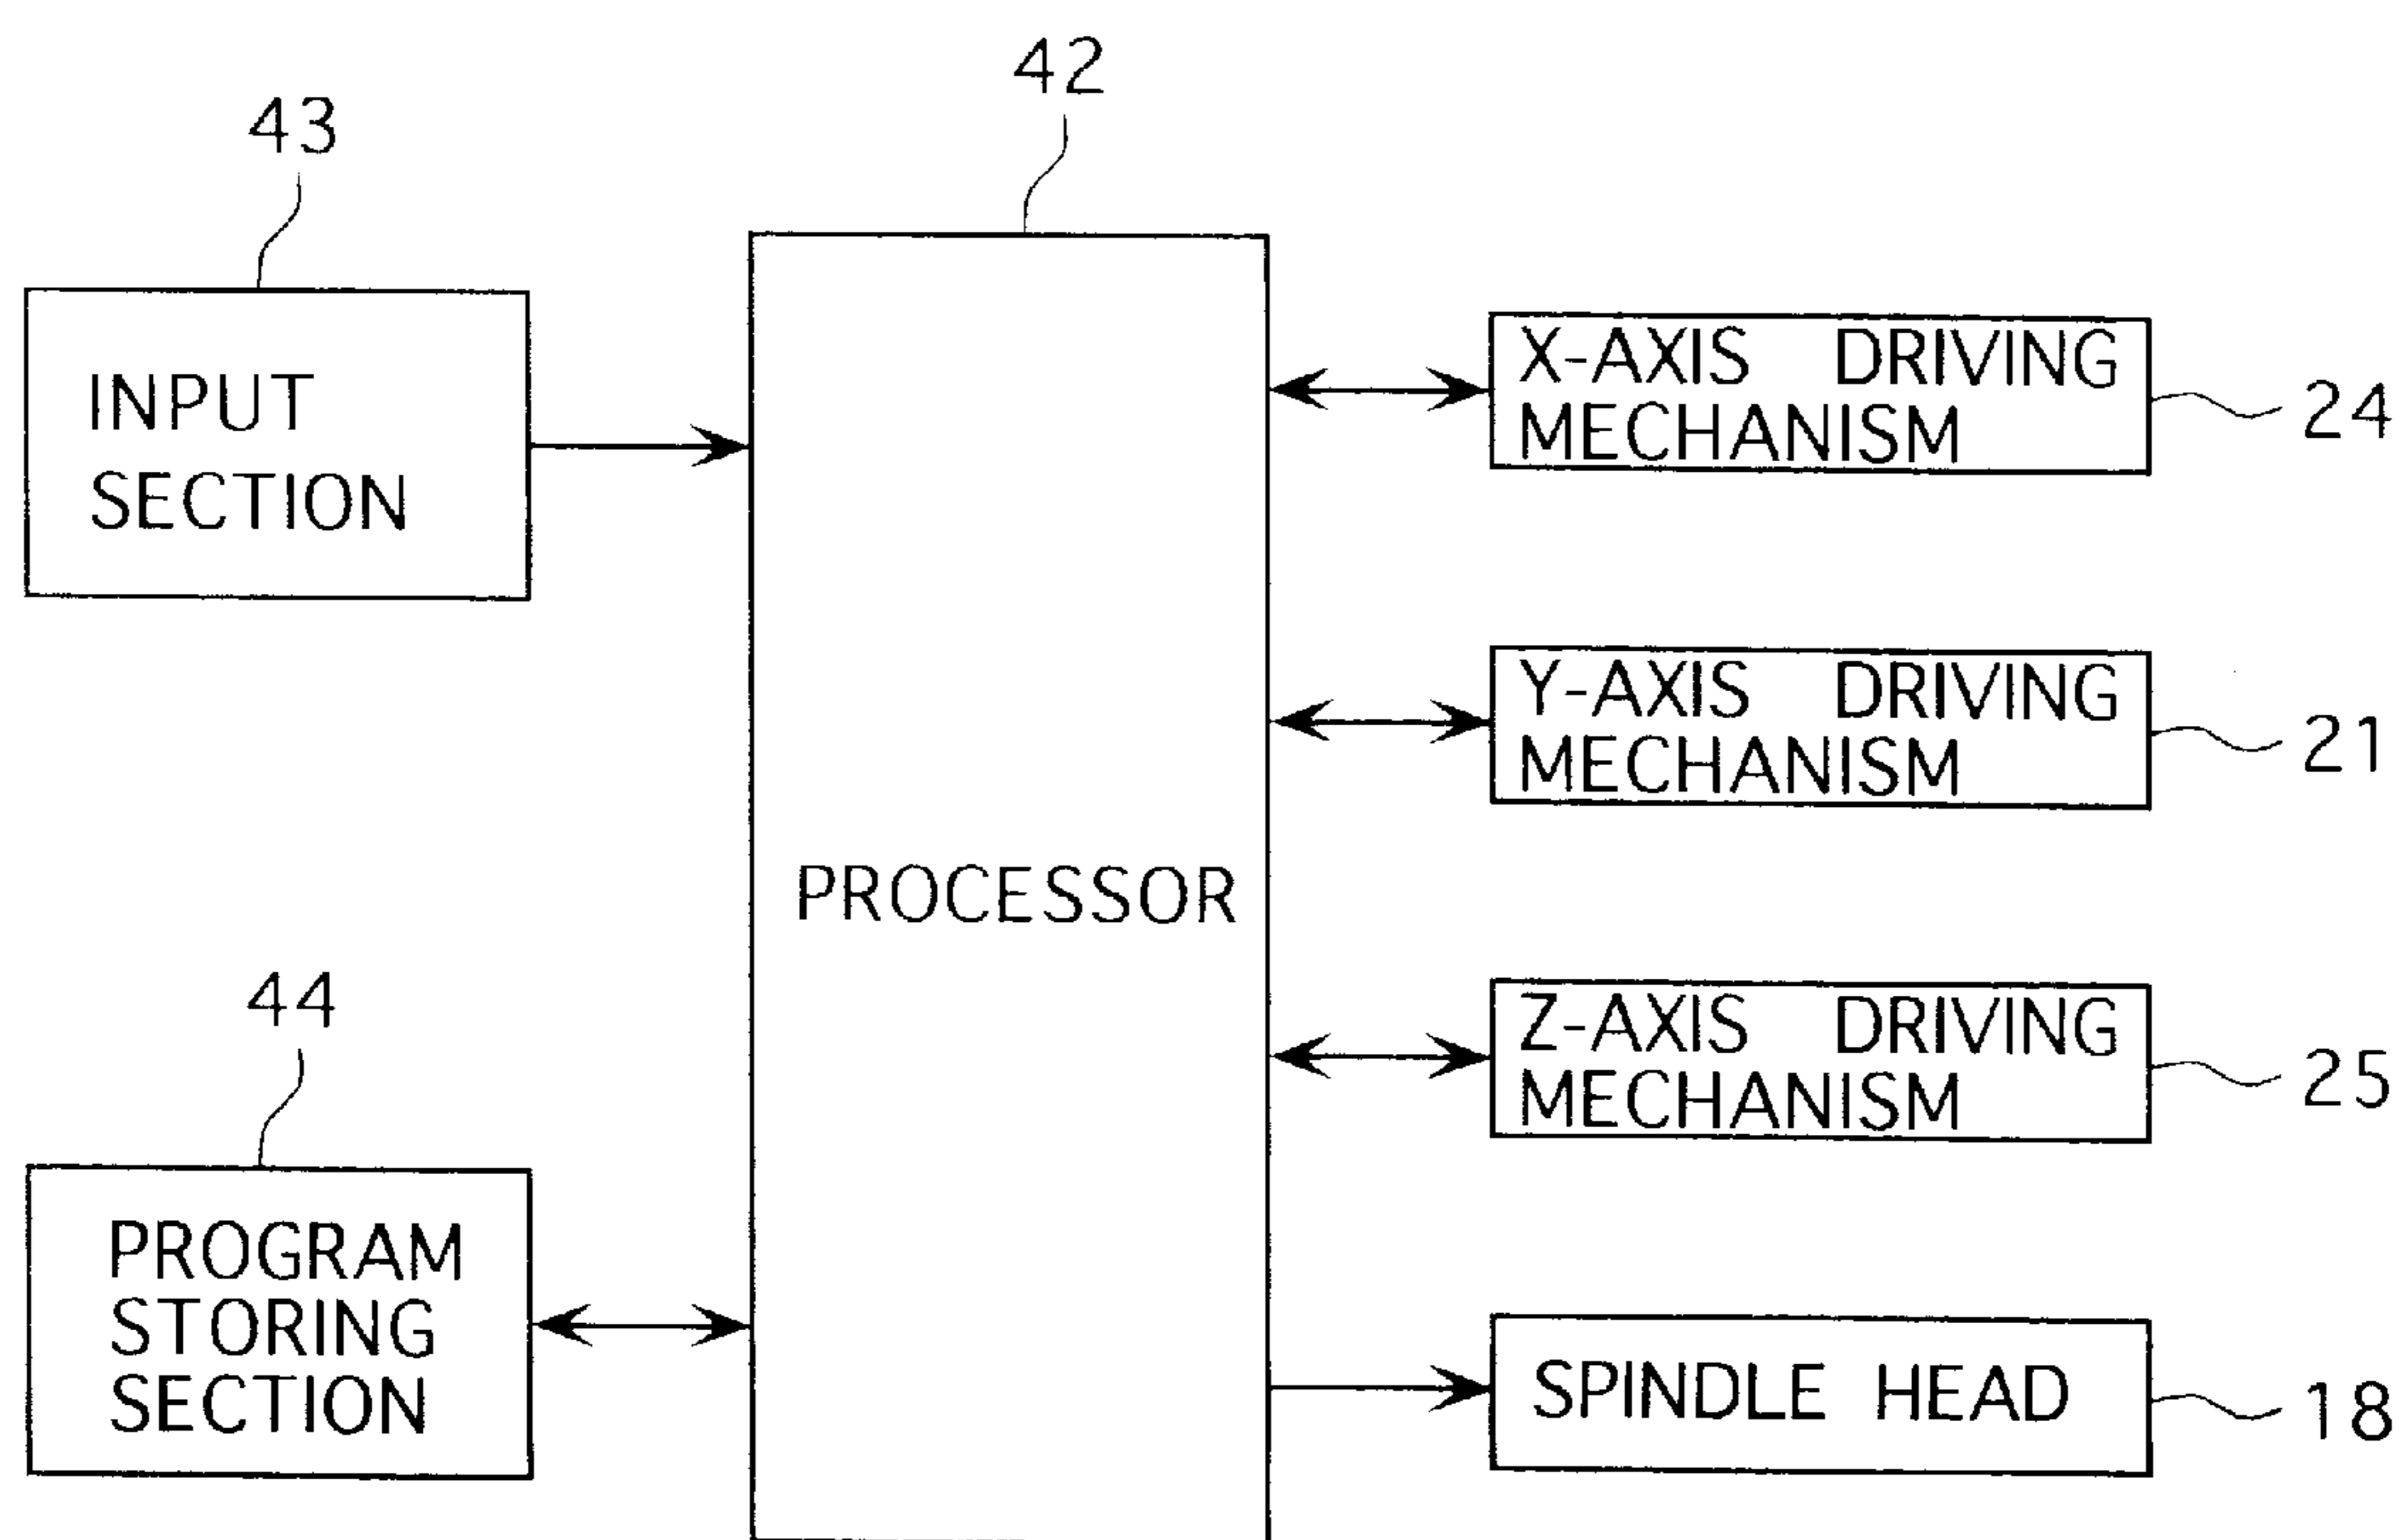 42
43
INPUT
SECTION
X-AXIS DRIVING
MECHANISM
24
Y-AXIS DRIVING
MECHANISM
21
PROCESSOR
44
Z-AXIS DRIVING
MECHANISM
25
PROGRAM
STORING
SECTION
SPINDLE HEAD
18